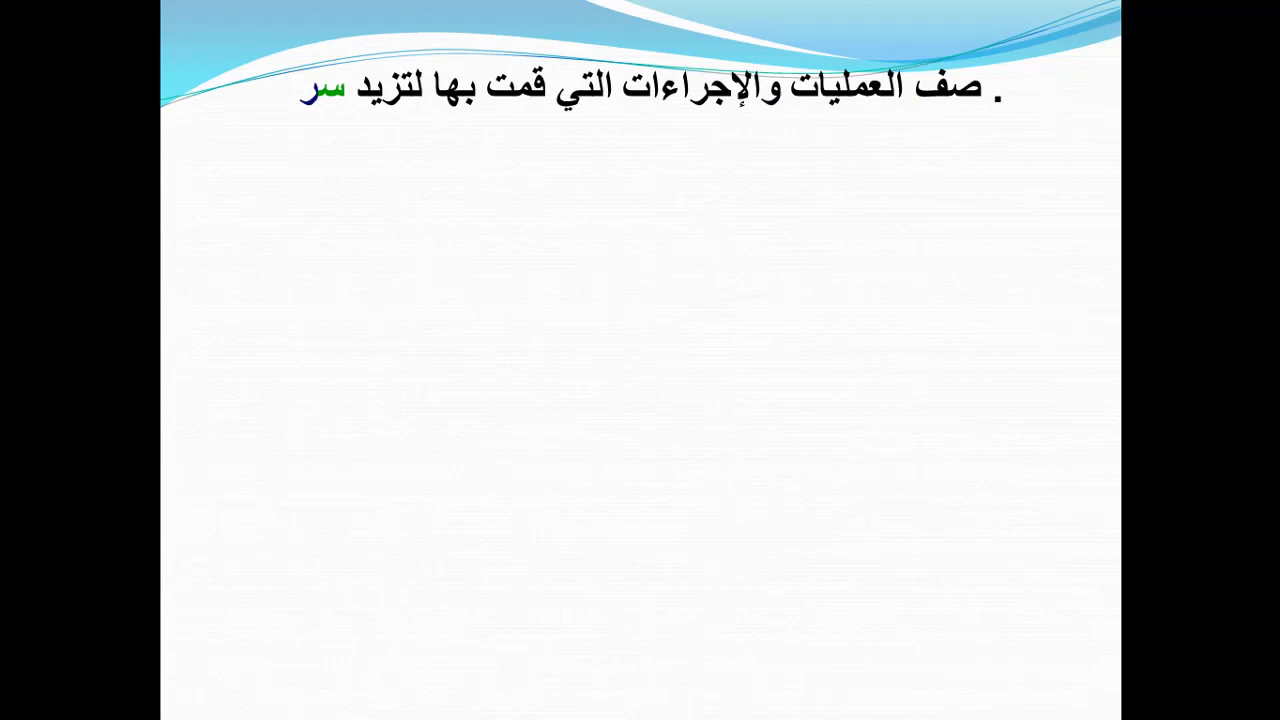 . صف العمليات والإجراءات التي قمت بها لتزيد سر